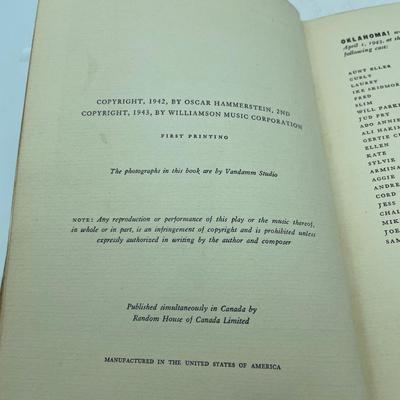 COPYRIGHT, 1942, BY OSCAR HAMMERSTEIN, 2ND
COPYRIGHT, 1943, BY WILLIAMSON MUSIC CORPORATION
FIRST PRINTING
The photographs in this book are by Vandamm Studio
NOTE: Any reproduction or performance of this play or the music thereof,
in whole or in part, is an infringement of copyright and is prohibited unless
expressly authorized in writing by the author and composer
Published simultaneously in Canada by
Random House of Canada Limited
MANUFACTURED IN THE UNITED STATES OF AMERICA
OKLAHOMA!
April 1, 1943, at th
following cast:
AUNT ELLER
CURLY
LAUREY
IKE SKIDMOR
FRED
SLIM
WILL PARK
JUD FRY
ADO ANNIE
ALI HAKIM
GERTIE C
ELLEN
KATE
SYLVIE
ARMINA
AGGIE
ANDRE
CORD
JESS
CHAL
MIK
JOE
SAM